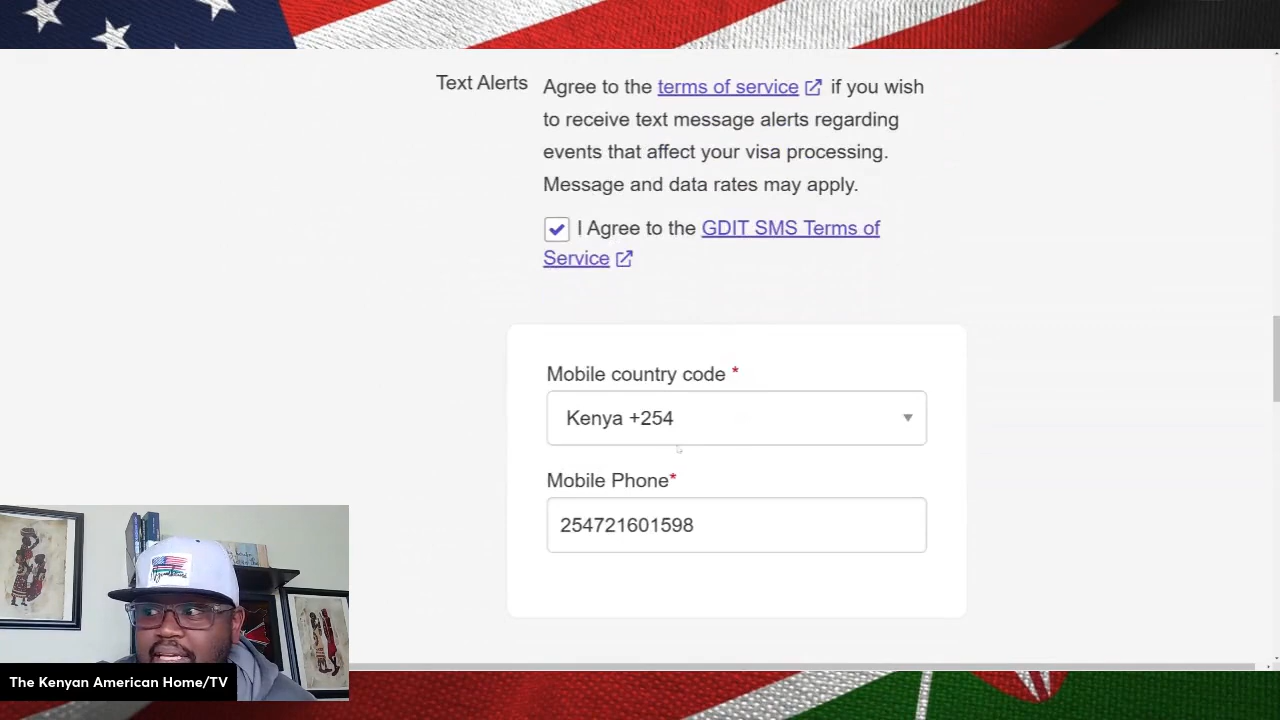 Text Alerts
Agree to the terms of service if you wish
to receive text message alerts regarding
events that affect your visa processing.
Message and data rates may apply.
I Agree to the GDIT SMS Terms of
Service
Mobile country code *
Kenya +254
Mobile Phone*
254721601598
The Kenyan American Home/TV